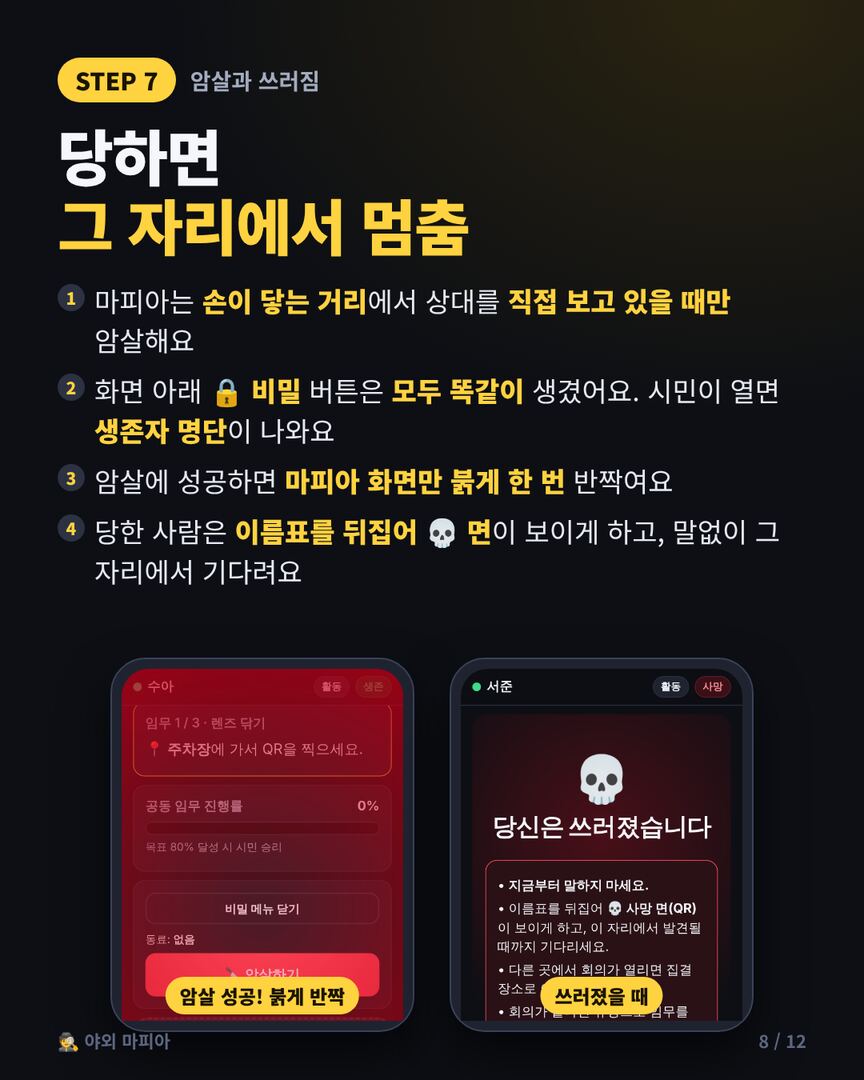 STEP 7 암살과 쓰러짐
당하면
그 자리에서 멈춤
1 마피아는 손이 닿는 거리에서 상대를 직접 보고 있을 때만
암살해요
2 화면 아래 🔒 비밀 버튼은 모두 똑같이 생겼어요. 시민이 열면
생존자 명단이 나와요
3 암살에 성공하면 마피아 화면만 붉게 한 번 반짝여요
4 당한 사람은 이름표를 뒤집어 💀 면이 보이게 하고, 말없이 그
자리에서 기다려요
수아 활동 생존
임무 1 / 3 · 렌즈 닦기
📍 주차장에 가서 QR을 찍으세요.
공동 임무 진행률 0%
목표 80% 달성 시 시민 승리
비밀 메뉴 닫기
동료: 없음
암살하기
암살 성공! 붉게 반짝
서준 활동 사망
당신은 쓰러졌습니다
• 지금부터 말하지 마세요.
• 이름표를 뒤집어 💀 사망 면(QR)
이 보이게 하고, 이 자리에서 발견될
때까지 기다리세요.
• 다른 곳에서 회의가 열리면 집결
장소로
쓰러졌을 때
• 회의가 임무를
🕵️ 야외 마피아
8 / 12